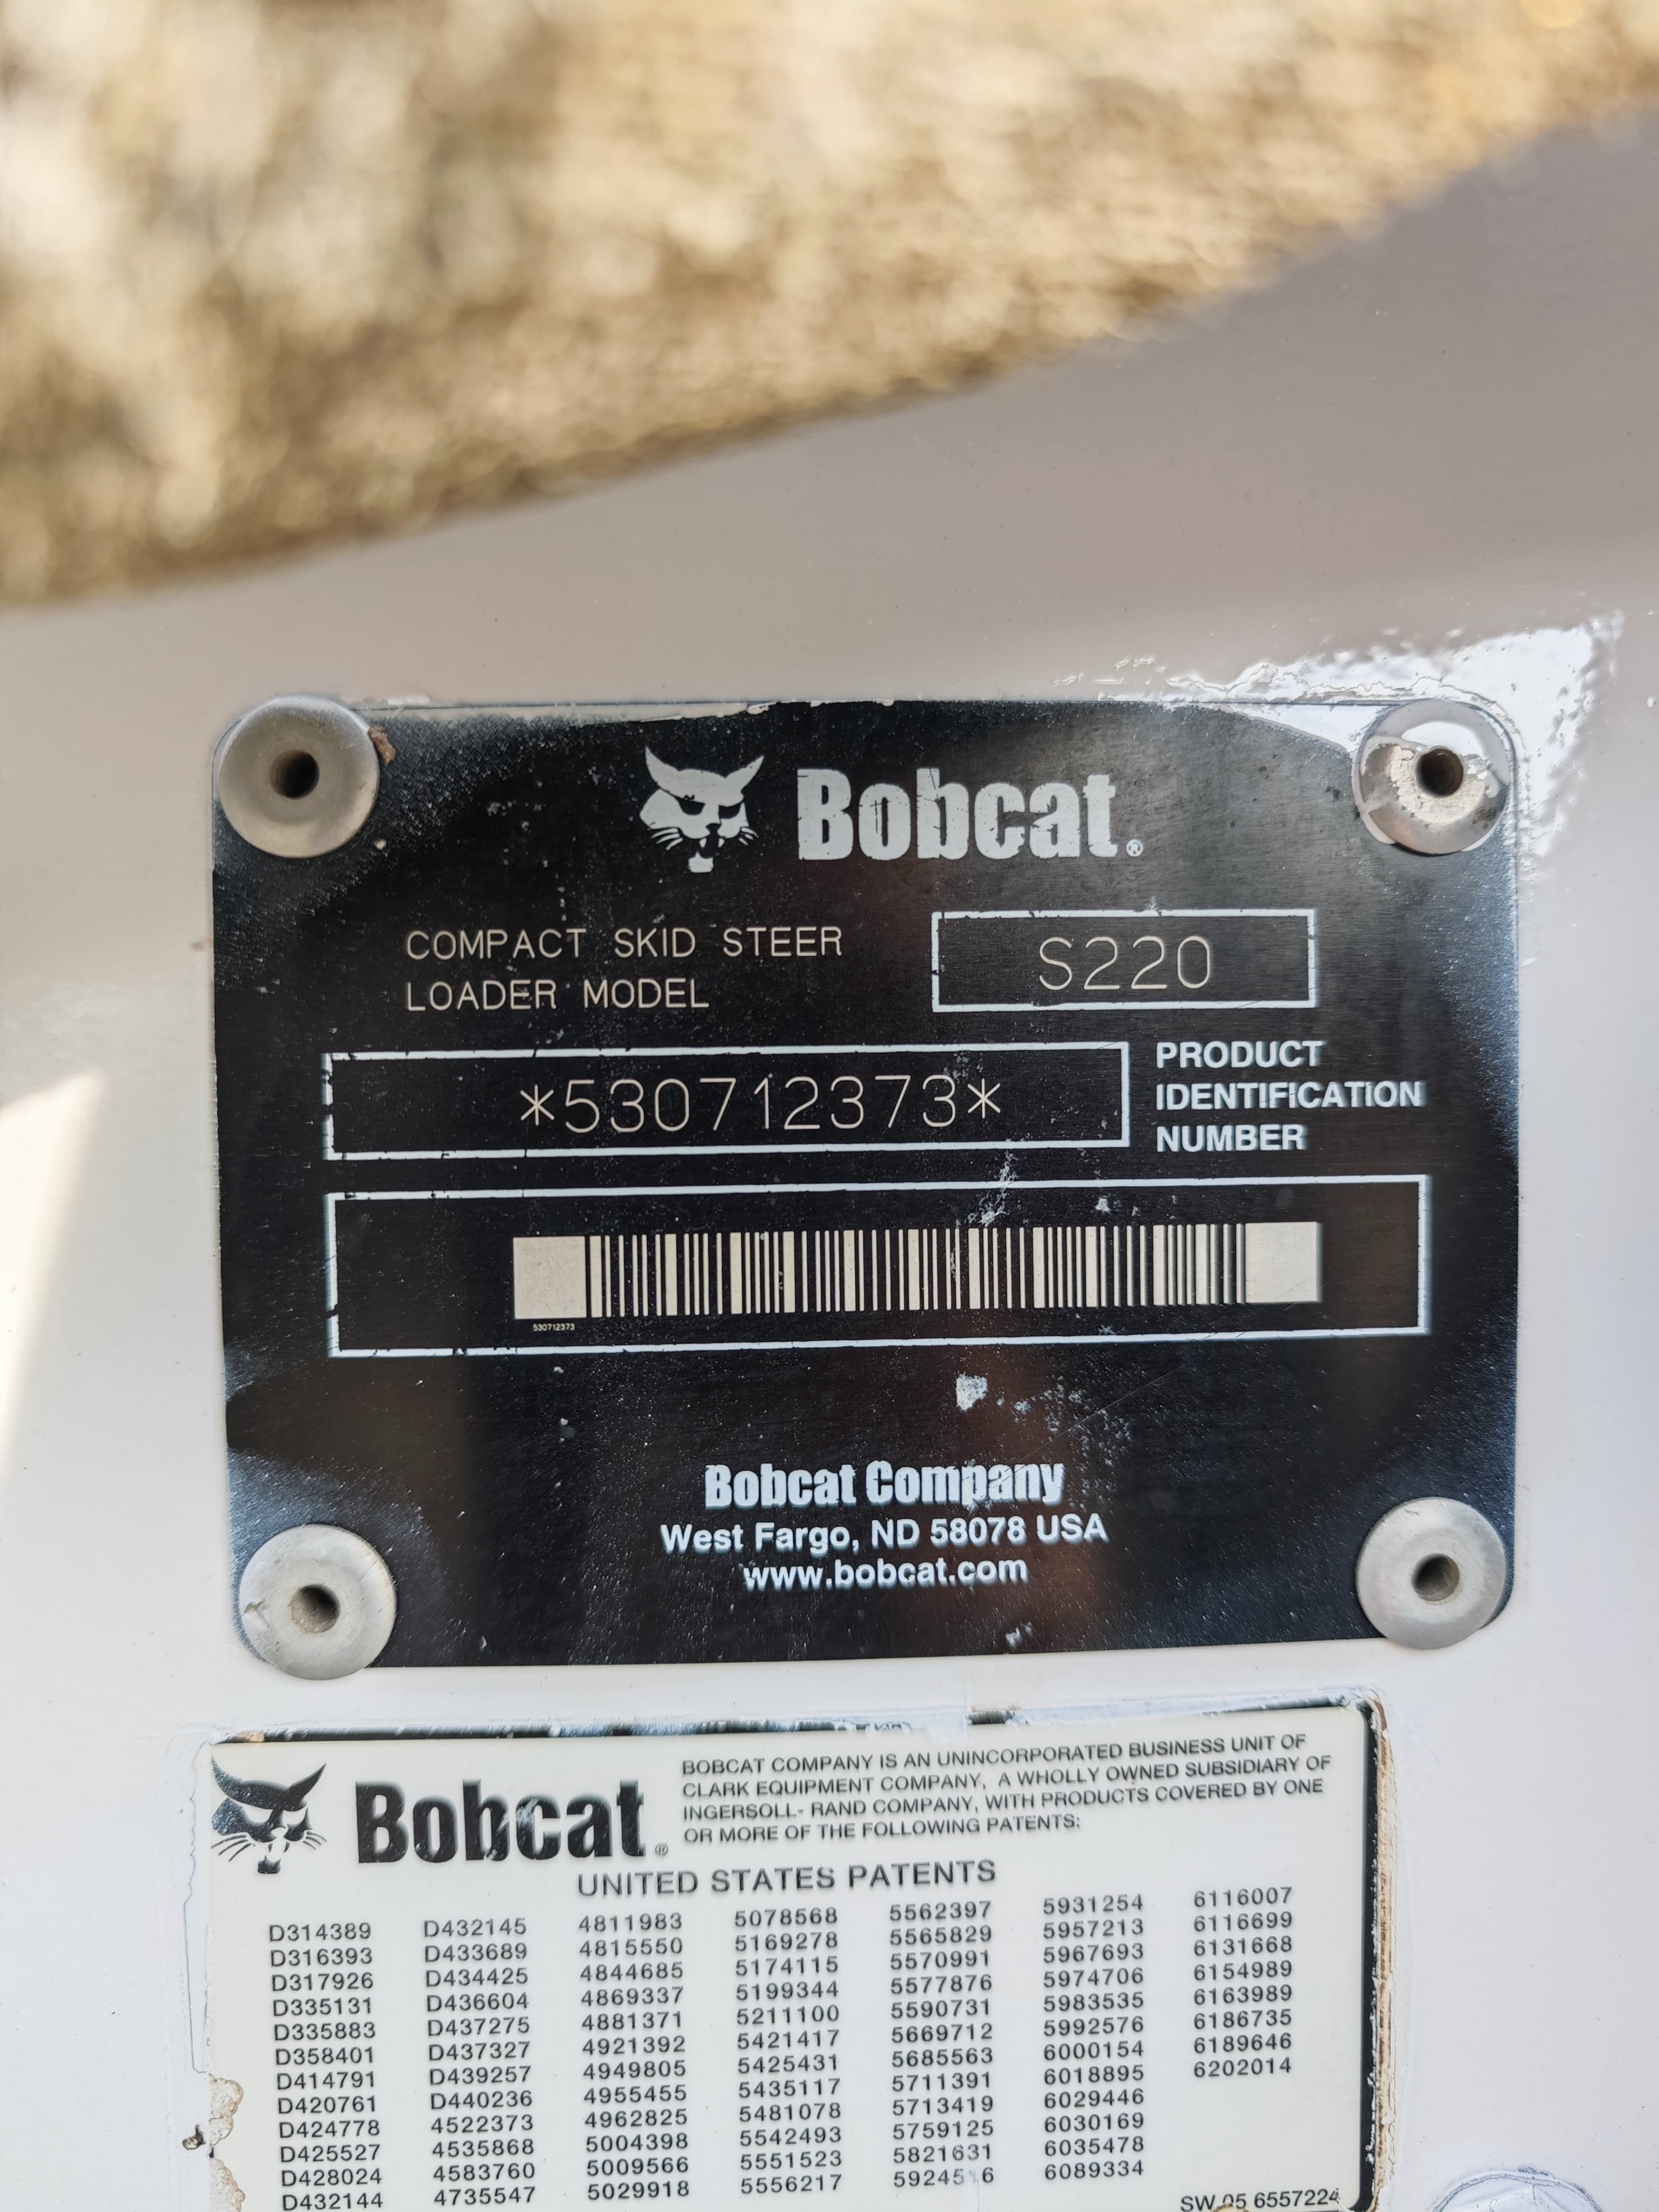 Bobcat®
COMPACT SKID STEER
LOADER MODEL
S220
*530712373*
PRODUCT
IDENTIFICATION
NUMBER
530712373
Bobcat Company
West Fargo, ND 58078 USA
www.bobcat.com
Bobcat®
BOBCAT COMPANY IS AN UNINCORPORATED BUSINESS UNIT OF
CLARK EQUIPMENT COMPANY, A WHOLLY OWNED SUBSIDIARY OF
INGERSOLL- RAND COMPANY, WITH PRODUCTS COVERED BY ONE
OR MORE OF THE FOLLOWING PATENTS:
UNITED STATES PATENTS
D314389 D432145 4811983 5078568 5562397 5931254 6116007
D316393 D433689 4815550 5169278 5565829 5957213 6116699
D317926 D434425 4844685 5174115 5570991 5967693 6131668
D335131 D436604 4869337 5199344 5577876 5974706 6154989
D335883 D437275 4881371 5211100 5590731 5983535 6163989
D358401 D437327 4921392 5421417 5669712 5992576 6186735
D414791 D439257 4949805 5425431 5685563 6000154 6189646
D420761 D440236 4955455 5435117 5711391 6018895 6202014
D424778 4522373 4962825 5481078 5713419 6029446
D425527 4535868 5004398 5542493 5759125 6030169
D428024 4583760 5009566 5551523 5821631 6035478
D432144 4735547 5029918 5556217 6089334
SW 05 6557224